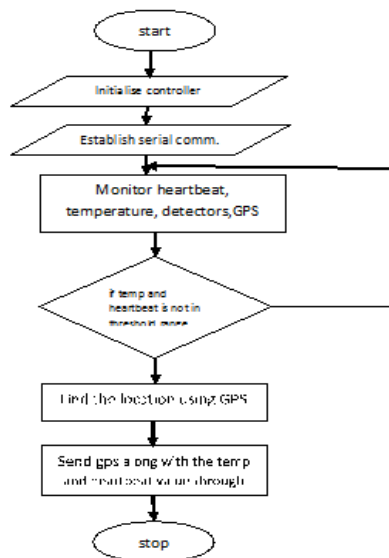 start
Initialise controller
Establish serial comm.
Monitor heartbeat,
temperature, detectors,GPS
if temp and
heartbeat is not in
threshold range
Find the location using GPS
Send gps along with the temp
and heartbeat value through
stop